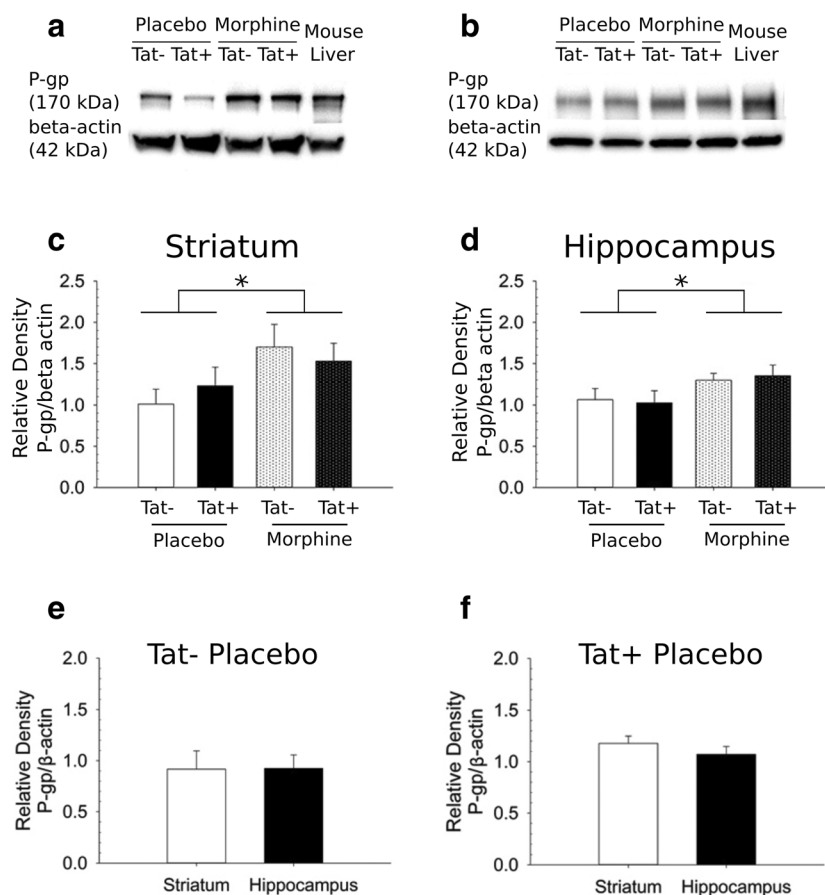 a
Placebo Morphine Mouse
Tat- Tat+ Tat- Tat+ Liver
P-gp
(170 kDa)
beta-actin
(42 kDa)
b
Placebo Morphine Mouse
Tat- Tat+ Tat- Tat+ Liver
P-gp
(170 kDa)
beta-actin
(42 kDa)
c
Striatum
Relative Density
P-gp/beta actin
2.5
2.0
1.5
1.0
0.5
0.0
*
Tat- Tat+ Tat- Tat+
Placebo Morphine
d
Hippocampus
Relative Density
P-gp/beta actin
2.5
2.0
1.5
1.0
0.5
0.0
*
Tat- Tat+ Tat- Tat+
Placebo Morphine
e
Tat- Placebo
Relative Density
P-gp/β-actin
2.0
1.5
1.0
0.5
0.0
Striatum Hippocampus
f
Tat+ Placebo
Relative Density
P-gp/β-actin
2.0
1.5
1.0
0.5
0.0
Striatum Hippocampus